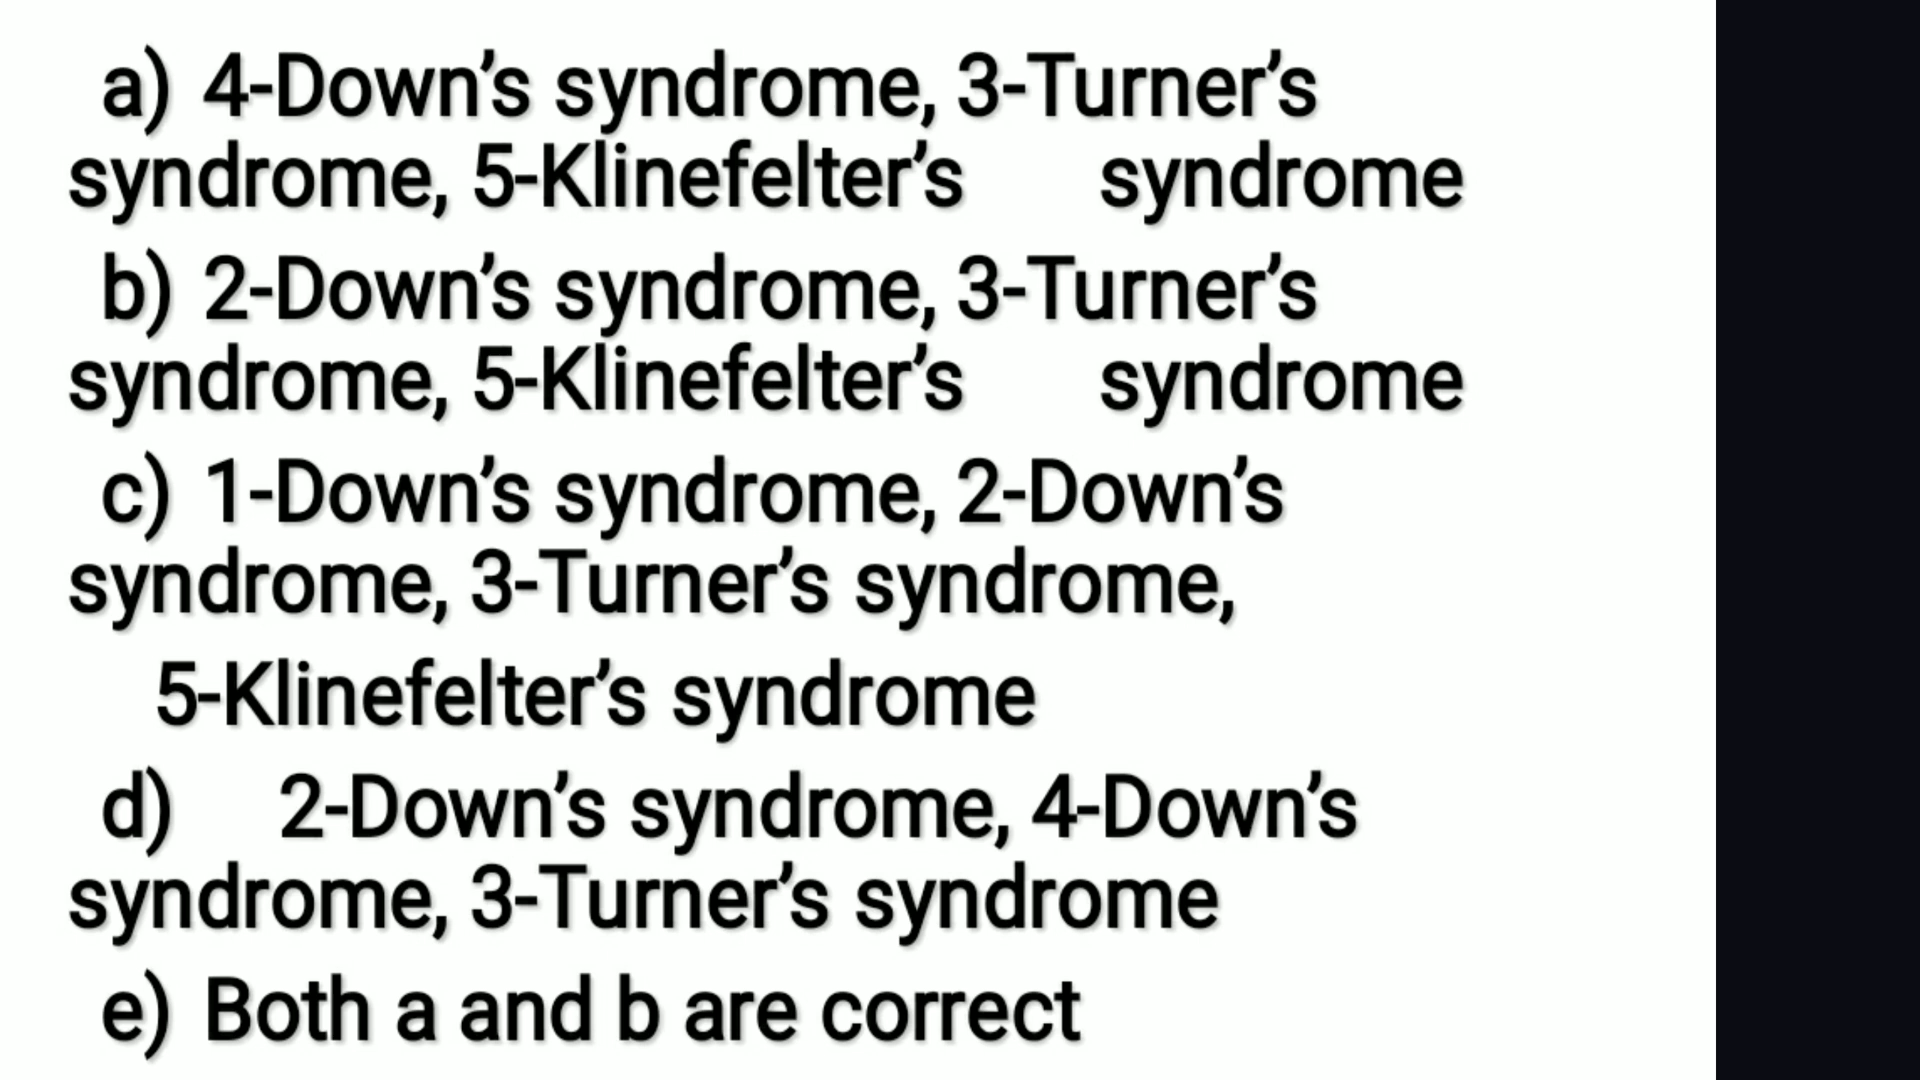 a) 4-Down’s syndrome, 3-Turner’s
syndrome, 5-Klinefelter’s syndrome
b) 2-Down’s syndrome, 3-Turner’s
syndrome, 5-Klinefelter’s syndrome
c) 1-Down’s syndrome, 2-Down’s
syndrome, 3-Turner’s syndrome,
5-Klinefelter’s syndrome
d) 2-Down’s syndrome, 4-Down’s
syndrome, 3-Turner’s syndrome
e) Both a and b are correct